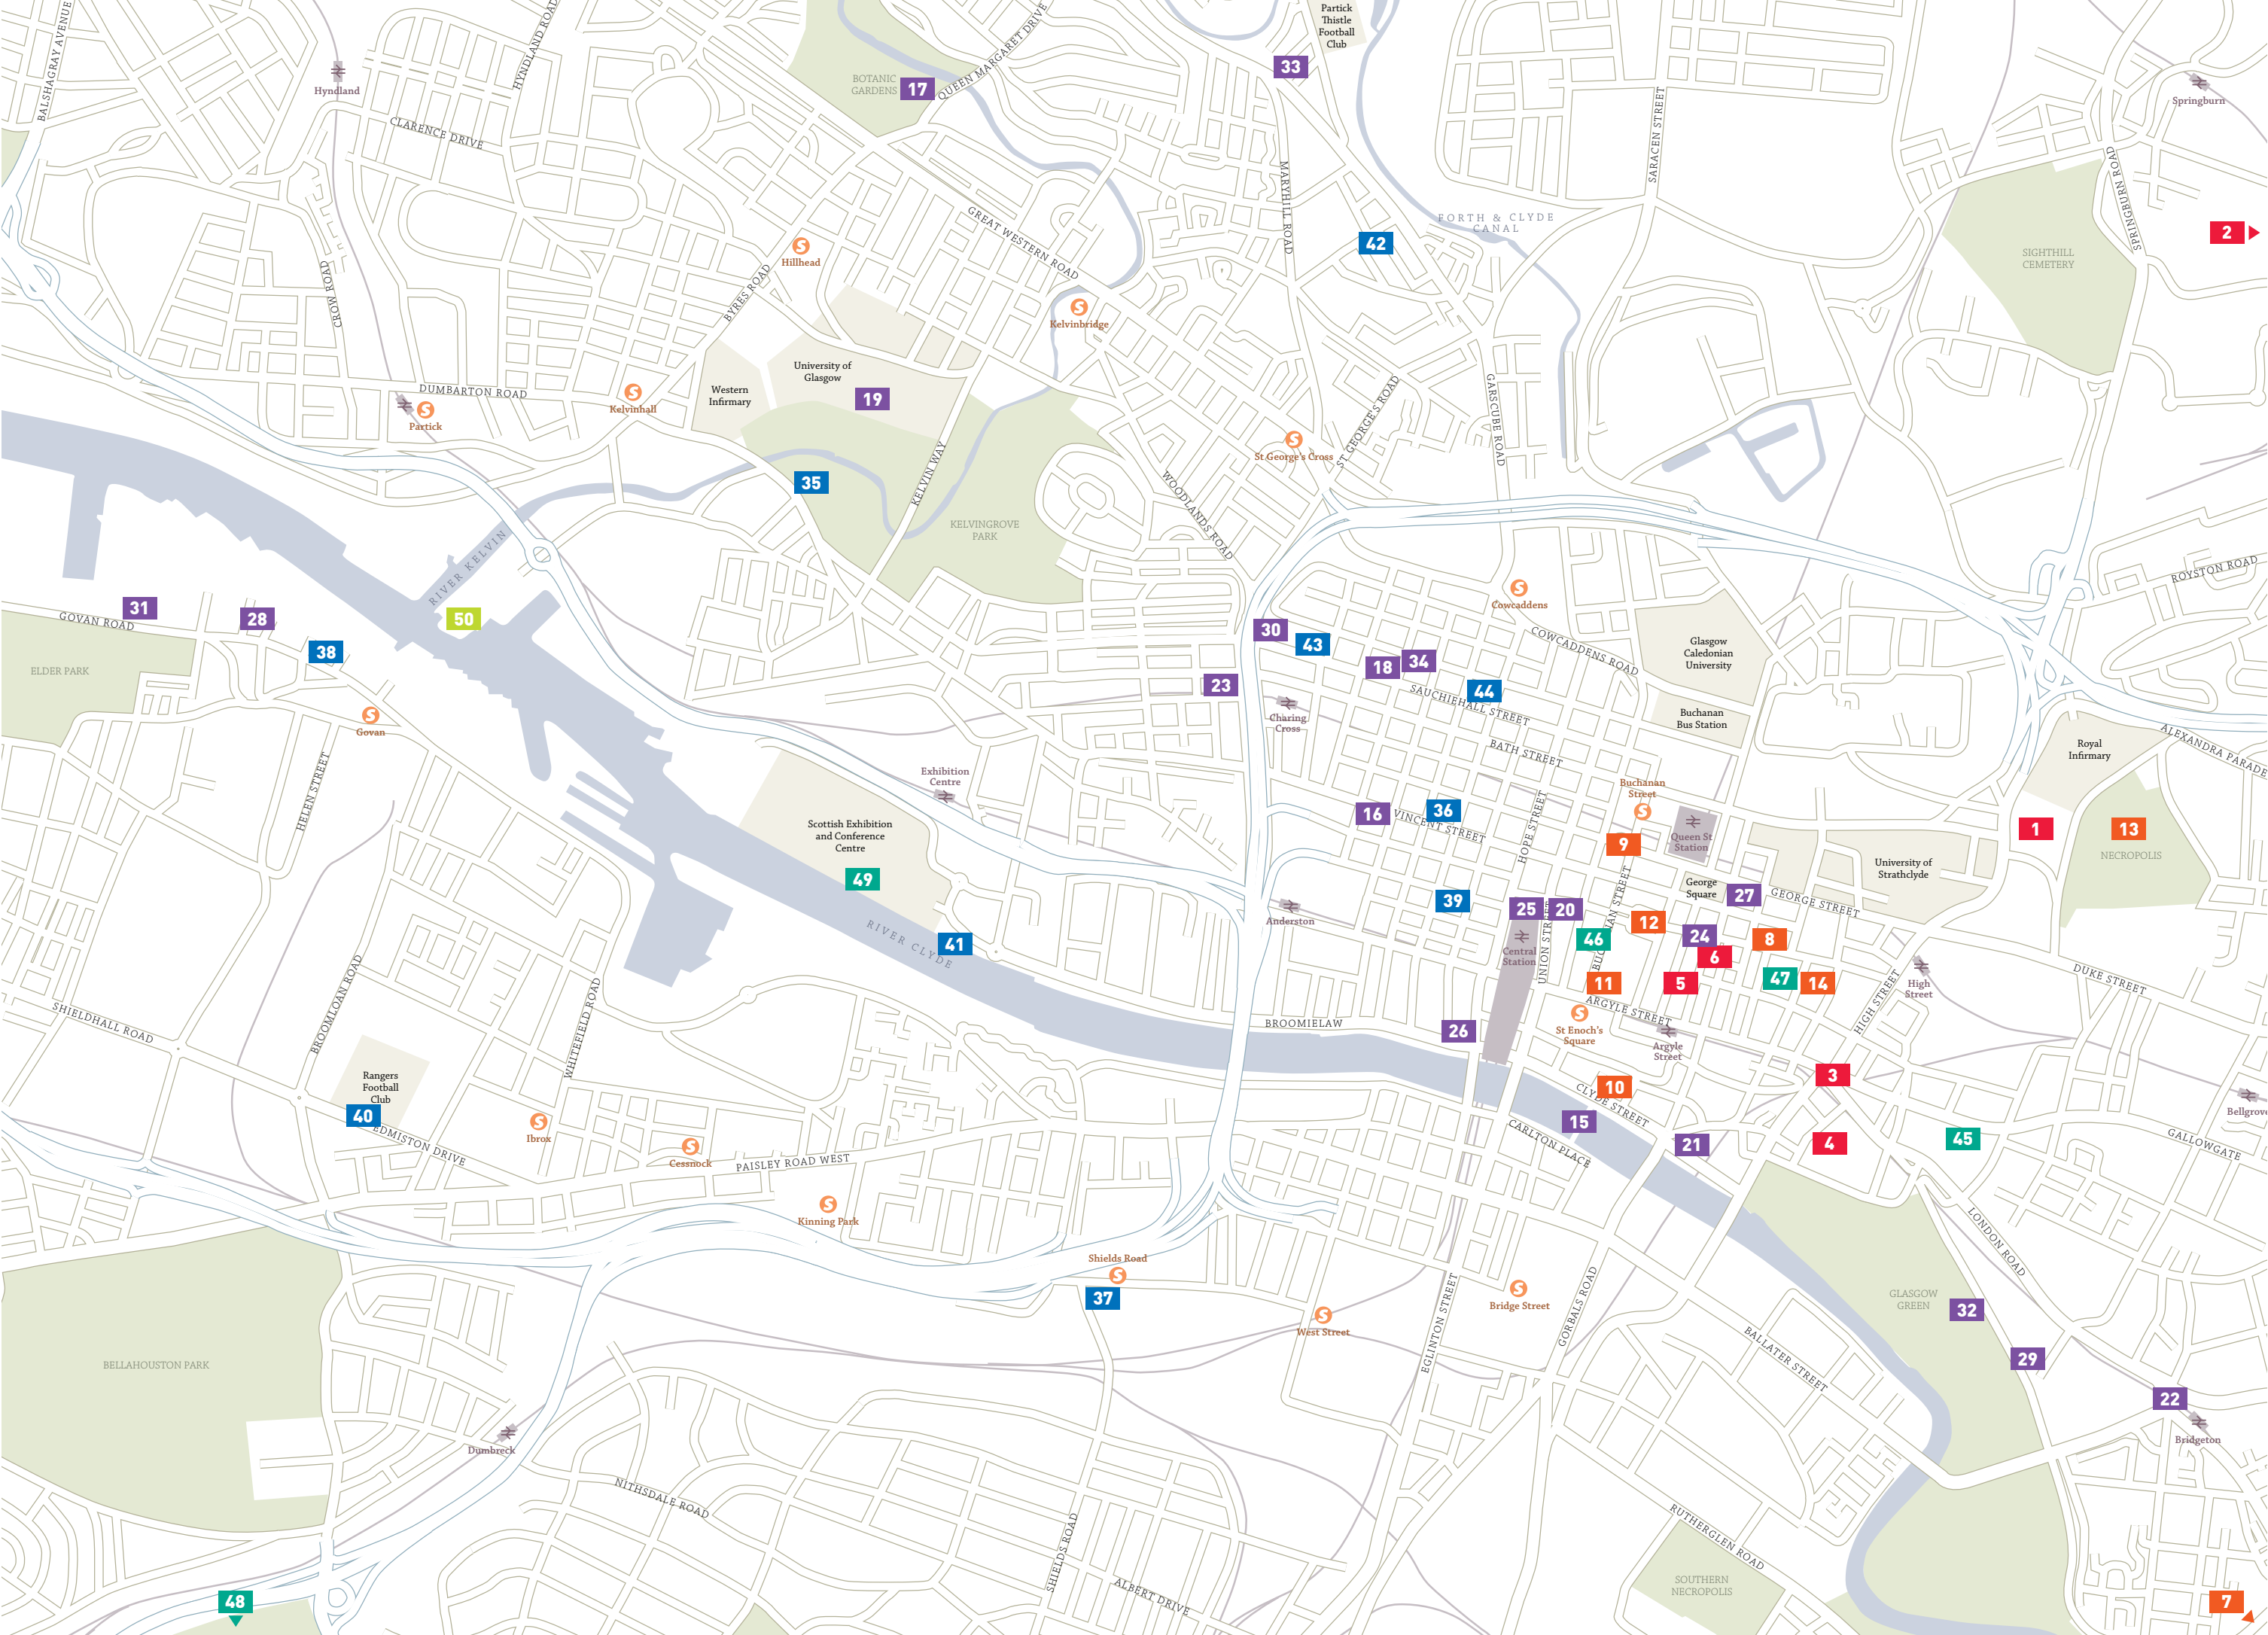 Partick
Thistle
Football
Club
BALSHAGRAY AVENUE
HYNDLAND ROAD
Hyndland
CLARENCE DRIVE
BOTANIC
GARDENS
17
QUEEN MARGARET DRIVE
33
Springburn
SARACEN STREET
SPRINGBURN ROAD
MARYHILL ROAD
GREAT WESTERN ROAD
FORTH & CLYDE
CANAL
42
2
SIGHTHILL
CEMETERY
CROW ROAD
S
Hillhead
BYRES ROAD
S
Kelvinbridge
University of
Glasgow
19
Western
Infirmary
DUMBARTON ROAD
S
Partick
S
Kelvinhall
KELVIN WAY
S
St George's Cross
ST GEORGE'S ROAD
GARSCUBE ROAD
35
WOODLANDS ROAD
KELVINGROVE
PARK
RIVER KELVIN
ROYSTON ROAD
31
GOVAN ROAD
28
50
38
ELDER PARK
S
Govan
S
Cowcaddens
COWCADDENS ROAD
Glasgow
Caledonian
University
30
43
18
34
44
SAUCHIEHALL STREET
23
Charing
Cross
Buchanan
Bus Station
BATH STREET
Royal
Infirmary
ALEXANDRA PARADE
HELEN STREET
Exhibition
Centre
Buchanan
Street
S
16
36
VINCENT STREET
HOPE STREET
9
Queen St
Station
1
13
NECROPOLIS
Scottish Exhibition
and Conference
Centre
49
University of
Strathclyde
George
Square
27
GEORGE STREET
39
25
20
UNION STREET
BUCHANAN STREET
12
46
24
8
6
Anderston
Central
Station
RIVER CLYDE
41
11
5
47
14
High
Street
DUKE STREET
HIGH STREET
BROOMLOAN ROAD
SHIELDHALL ROAD
WHITEFIELD ROAD
BROOMIELAW
26
ARGYLE STREET
S
St Enoch's
Square
Argyle
Street
Rangers
Football
Club
40
EDMISTON DRIVE
S
Ibrox
S
Cessnock
PAISLEY ROAD WEST
3
10
CLYDE STREET
15
CARLTON PLACE
21
4
45
Bellgrove
GALLOWGATE
S
Kinning Park
LONDON ROAD
Shields Road
S
37
S
West Street
S
Bridge Street
EGLINTON STREET
GORBALS ROAD
GLASGOW
GREEN
32
BALLATER STREET
29
22
Bridgeton
BELLAHOUSTON PARK
Dumbreck
NITHSDALE ROAD
SHIELDS ROAD
ALBERT DRIVE
RUTHERGLEN ROAD
SOUTHERN
NECROPOLIS
48
7